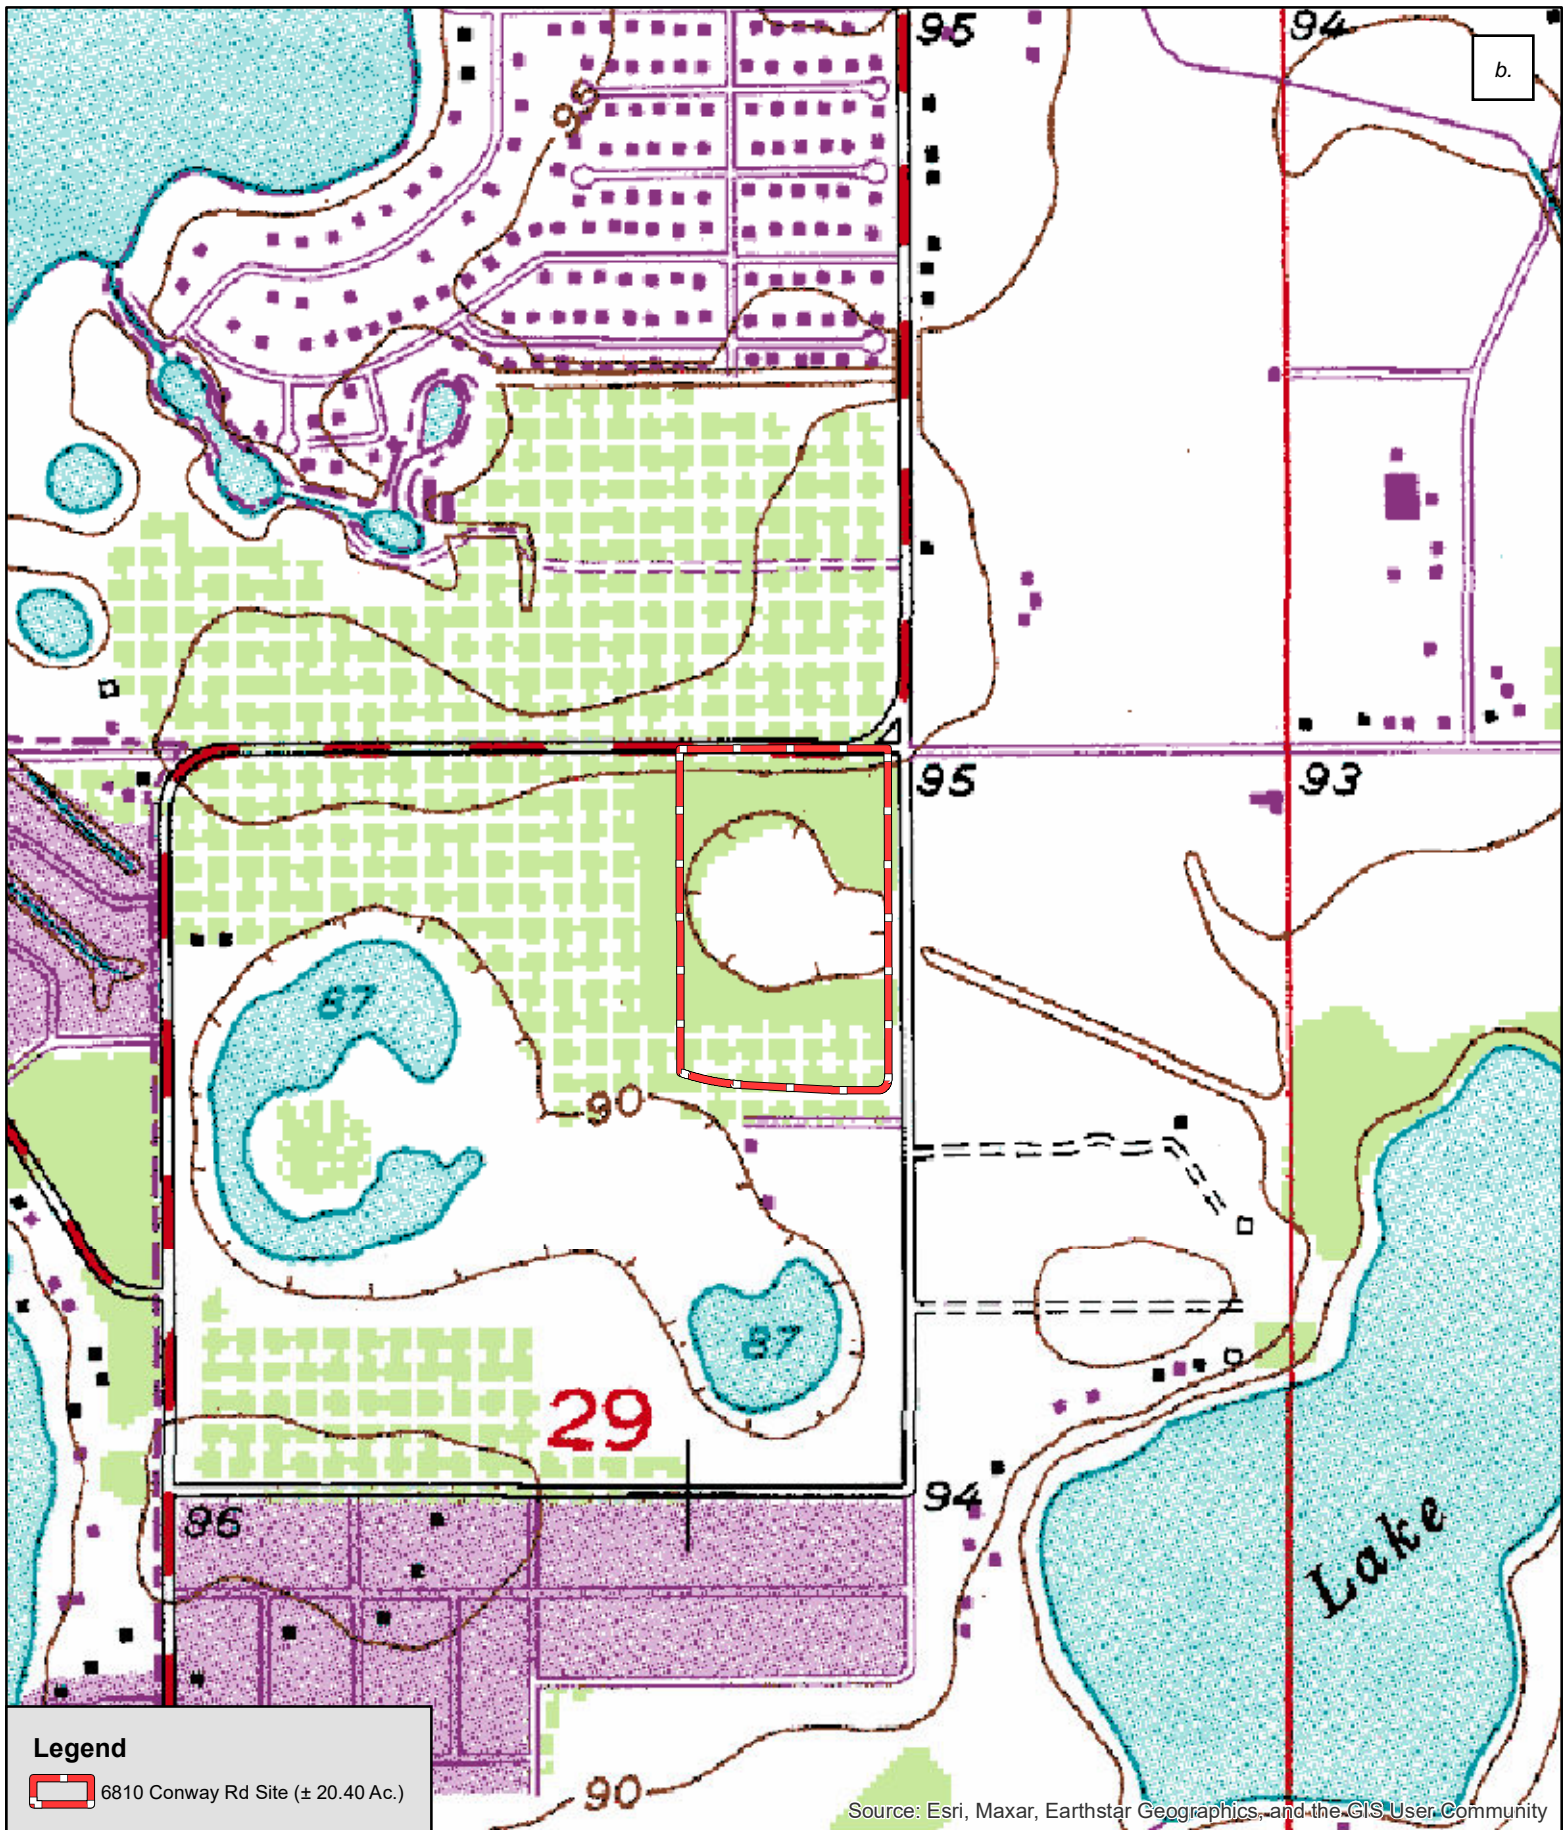 95
94
b.
95
95
93
87
90
87
29
96
94
Lake
90
Legend
6810 Conway Rd Site (± 20.40 Ac.)
Source: Esri, Maxar, Earthstar Geographics, and the GIS User Community